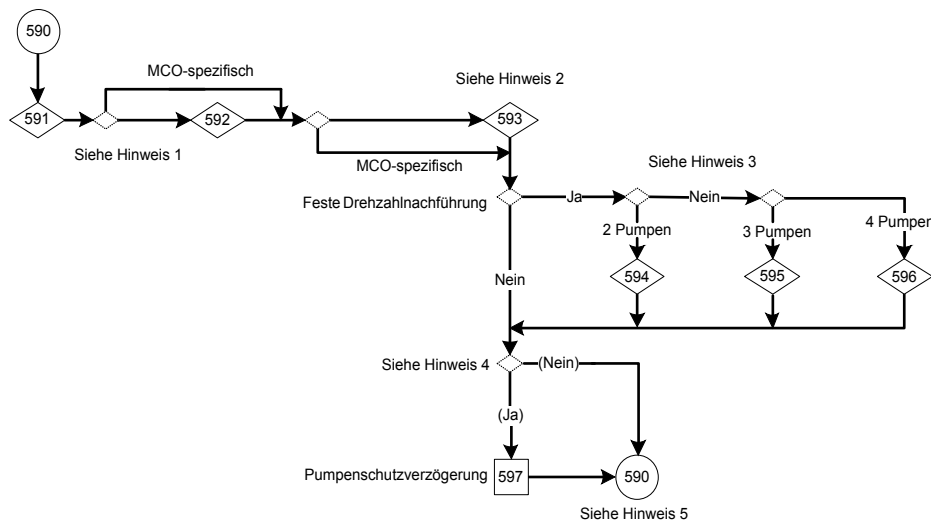 590
MCO-spezifisch
Siehe Hinweis 2
591
592
593
Siehe Hinweis 1
MCO-spezifisch
Siehe Hinweis 3
Feste Drehzahlnachführung
Ja
Nein
2 Pumpen
3 Pumpen
4 Pumpen
Nein
594
595
596
Siehe Hinweis 4
(Nein)
(Ja)
Pumpenschutzverzögerung
597
590
Siehe Hinweis 5